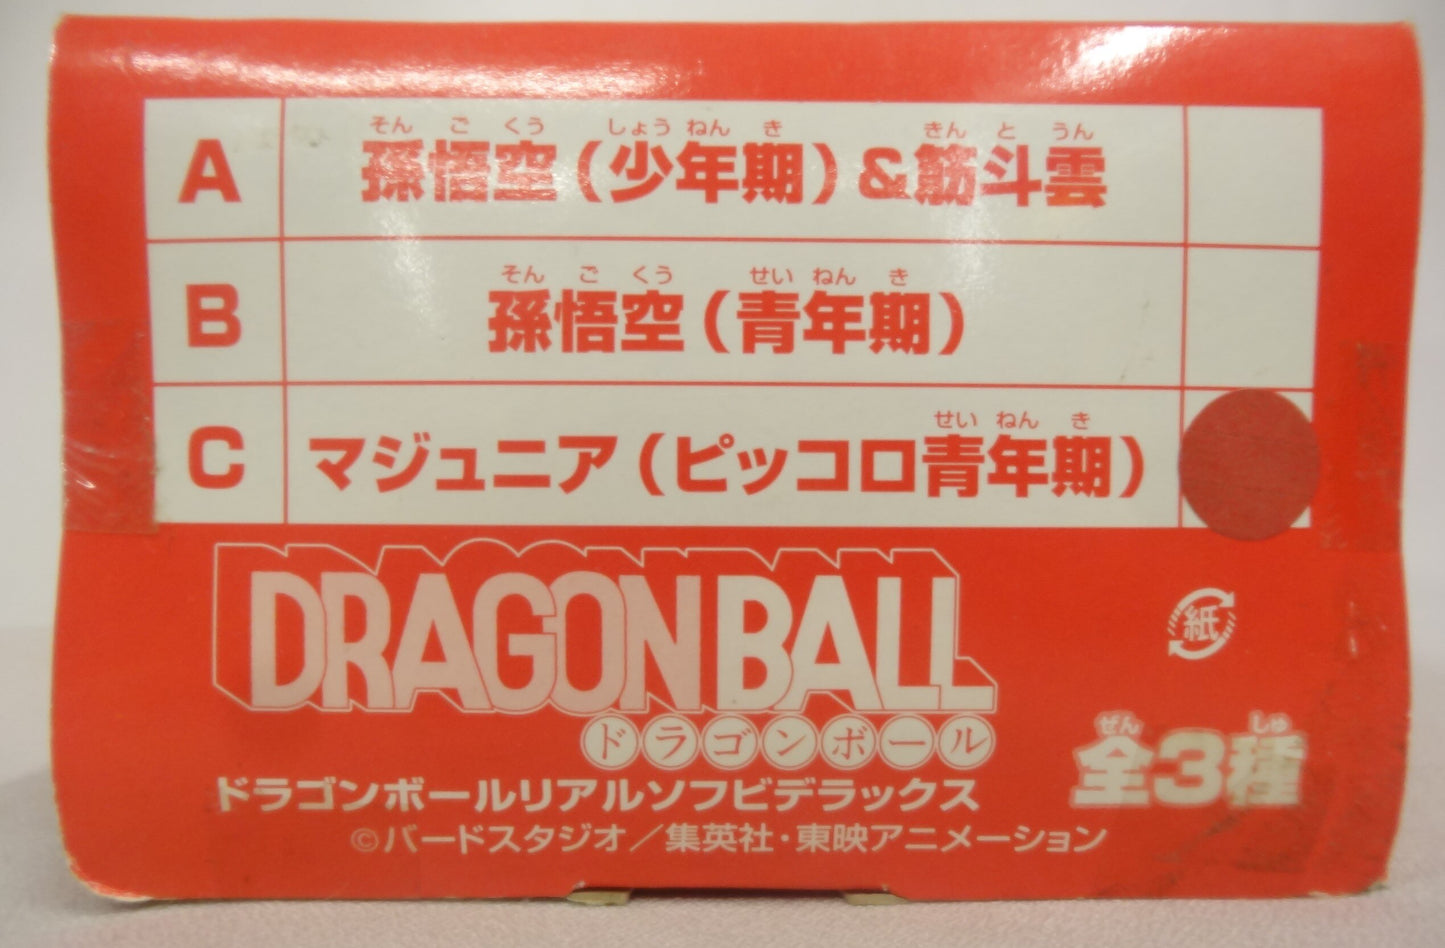 そん ご くう しょう ねん き きん と うん
A 孫悟空(少年期)&筋斗雲
そん ご くう せい ねん き
B 孫悟空(青年期)
せい ねん き
C マジュニア(ピッコロ青年期)
DRAGON BALL
ドラゴンボール
紙
ぜん しゅ
全3種
ドラゴンボールリアルソフビデラックス
©バードスタジオ/集英社・東映アニメーション